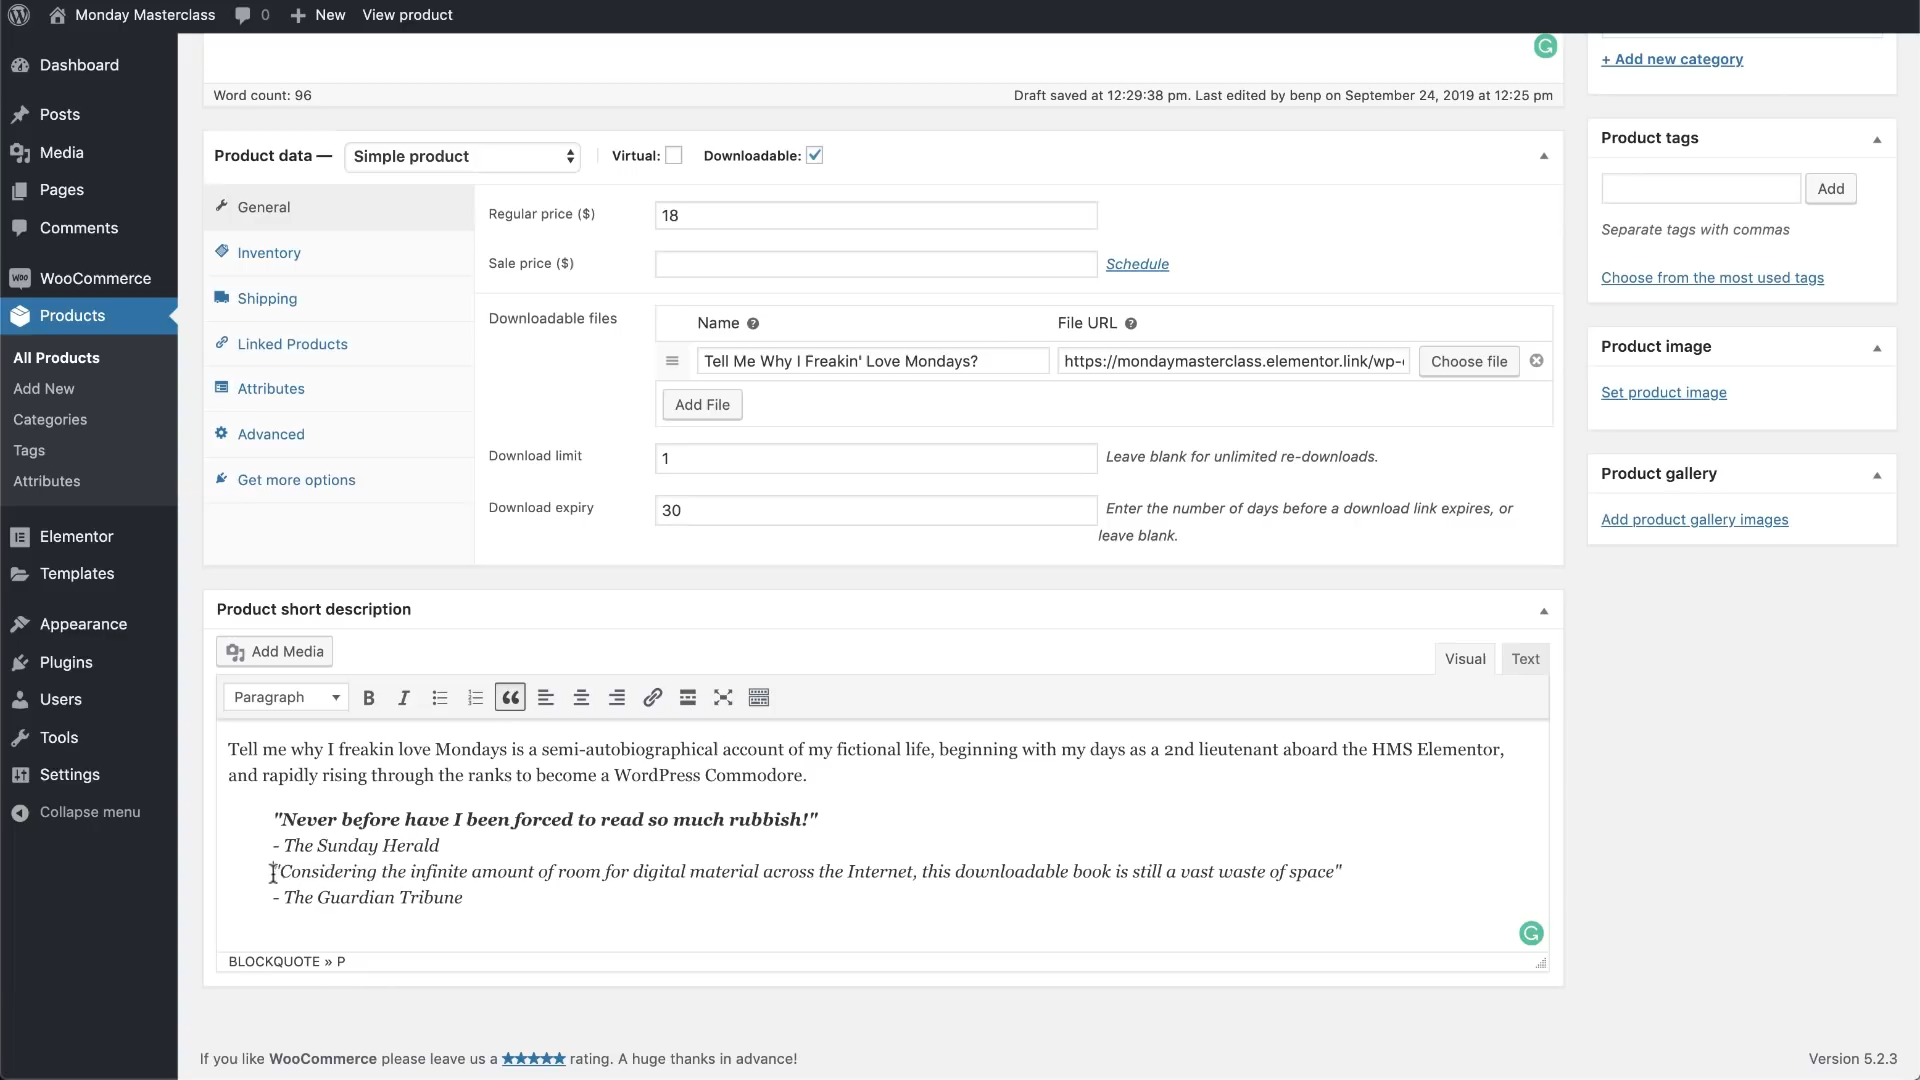 Monday Masterclass 0 New View product
Dashboard
Posts
Media
Pages
Comments
WooCommerce
Products
All Products
Add New
Categories
Tags
Attributes
Elementor
Templates
Appearance
Plugins
Users
Tools
Settings
Collapse menu
Word count: 96 Draft saved at 12:29:38 pm. Last edited by benp on September 24, 2019 at 12:25 pm
Product data — Simple product Virtual: Downloadable:
General
Inventory
Shipping
Linked Products
Attributes
Advanced
Get more options
Regular price ($) 18
Sale price ($) Schedule
Downloadable files Name File URL
Tell Me Why I Freakin' Love Mondays? https://mondaymasterclass.elementor.link/wp- Choose file
Add File
Download limit 1 Leave blank for unlimited re-downloads.
Download expiry 30 Enter the number of days before a download link expires, or
leave blank.
Product short description
Add Media Visual Text
Paragraph B I
Tell me why I freakin love Mondays is a semi-autobiographical account of my fictional life, beginning with my days as a 2nd lieutenant aboard the HMS Elementor,
and rapidly rising through the ranks to become a WordPress Commodore.
"Never before have I been forced to read so much rubbish!"
- The Sunday Herald
"Considering the infinite amount of room for digital material across the Internet, this downloadable book is still a vast waste of space"
- The Guardian Tribune
BLOCKQUOTE » P
+ Add new category
Product tags
Add
Separate tags with commas
Choose from the most used tags
Product image
Set product image
Product gallery
Add product gallery images
If you like WooCommerce please leave us a ★★★★★ rating. A huge thanks in advance! Version 5.2.3